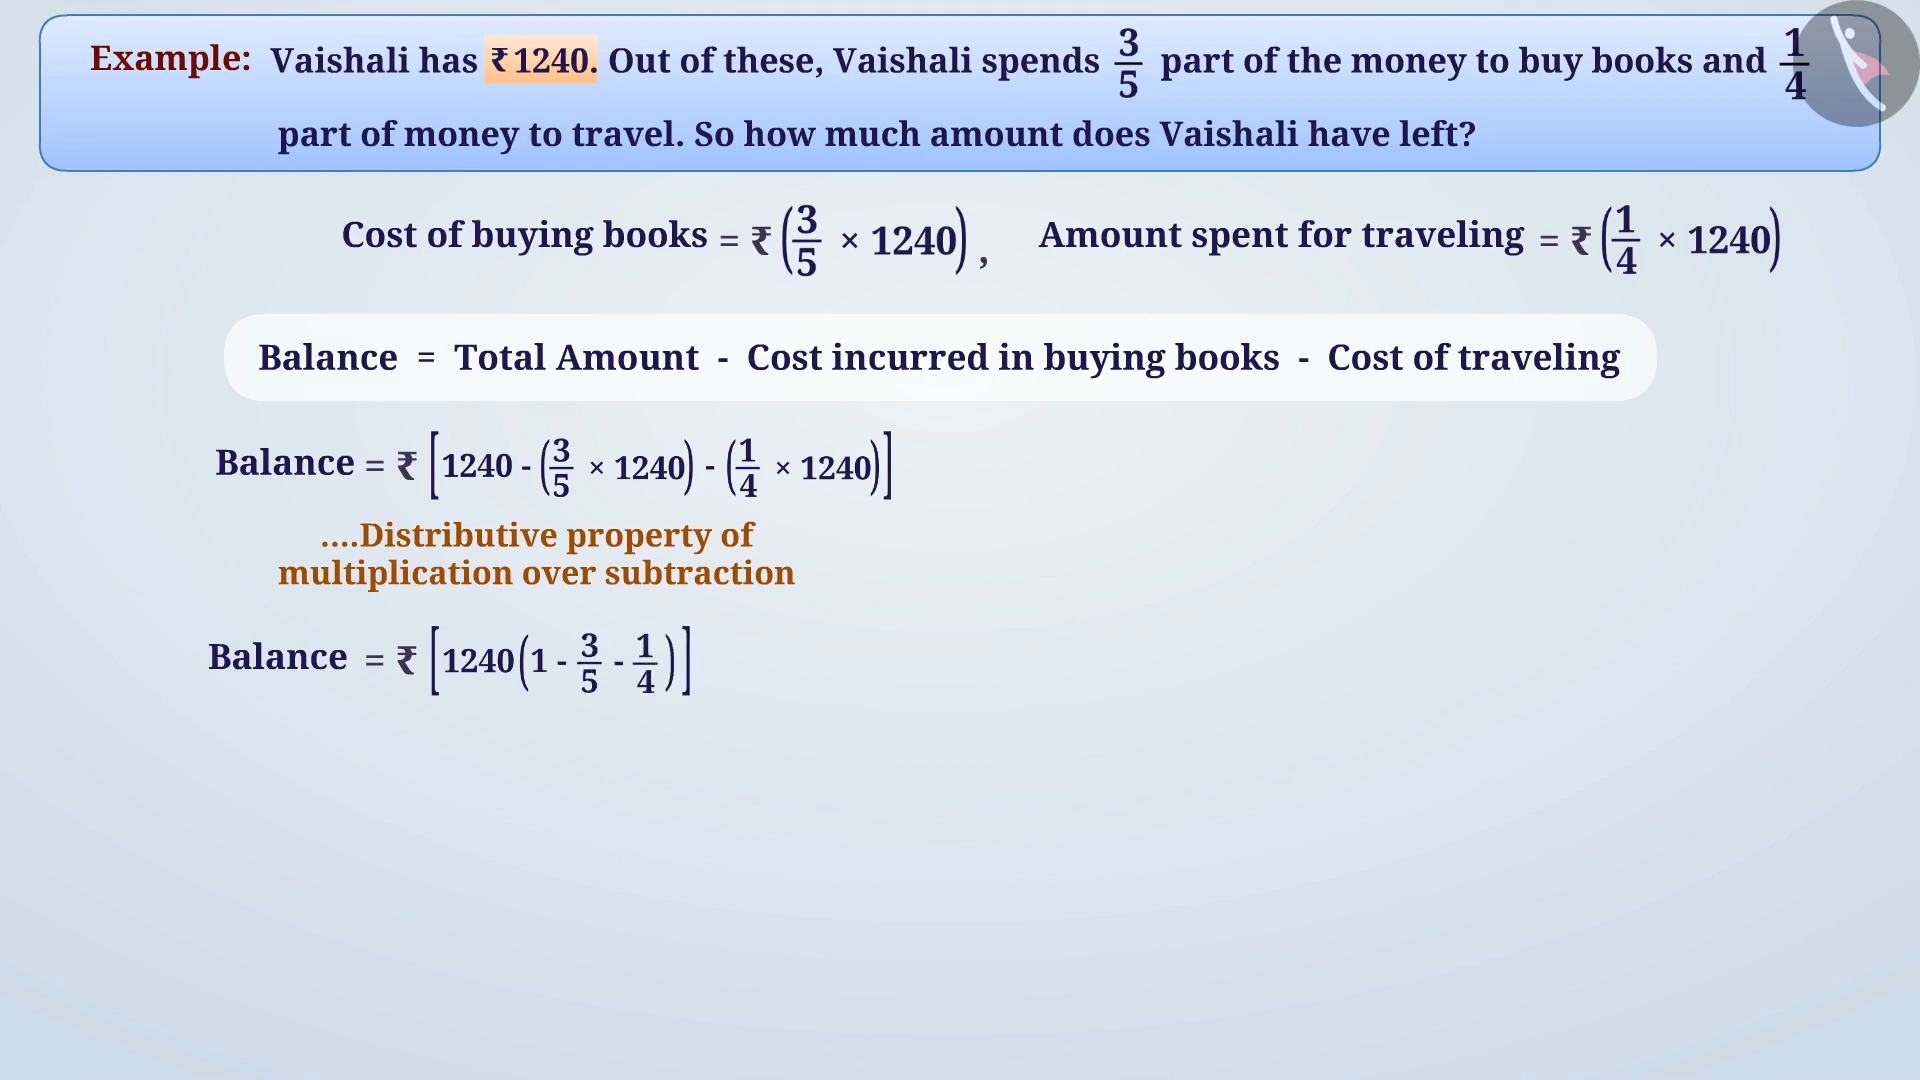 Example: Vaishali has ₹ 1240. Out of these, Vaishali spends 3/5 part of the money to buy books and 1/4
part of money to travel. So how much amount does Vaishali have left?
Cost of buying books = ₹ (3/5 × 1240) , Amount spent for traveling = ₹ (1/4 × 1240)
Balance = Total Amount - Cost incurred in buying books - Cost of traveling
Balance = ₹ [1240 - (3/5 × 1240) - (1/4 × 1240)]
....Distributive property of
multiplication over subtraction
Balance = ₹ [1240(1 - 3/5 - 1/4)]